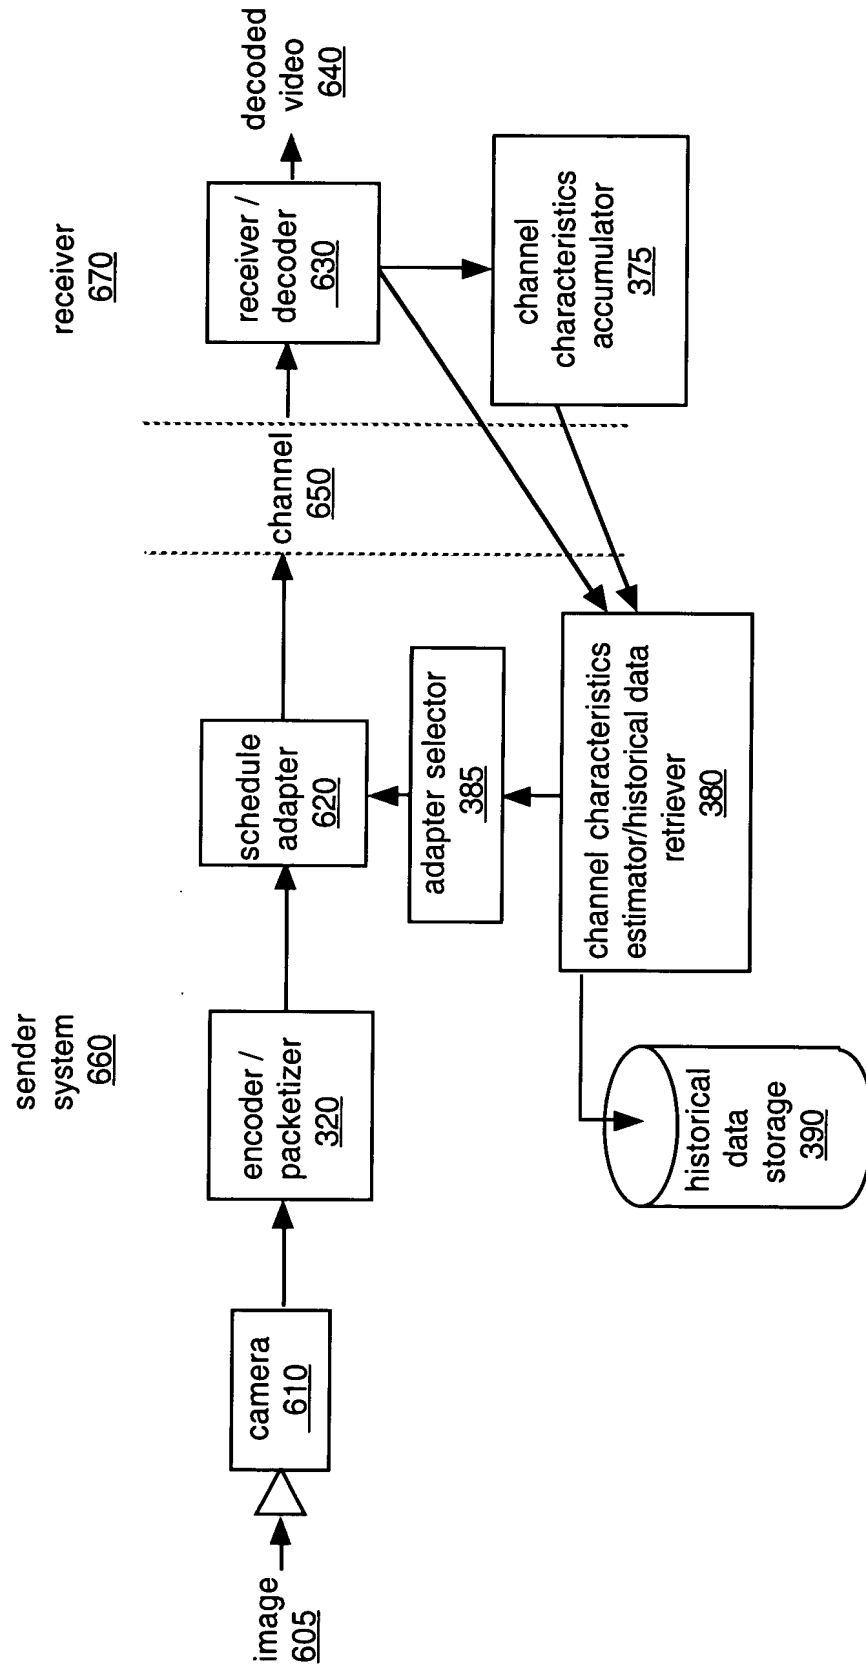 sender
system
660
receiver
670
image
605
camera
610
encoder /
packetizer
320
schedule
adapter
620
channel
650
receiver /
decoder
630
decoded
video
640
adapter selector
385
channel
characteristics
accumulator
375
historical
data
storage
390
channel characteristics
estimator/historical data
retriever
380